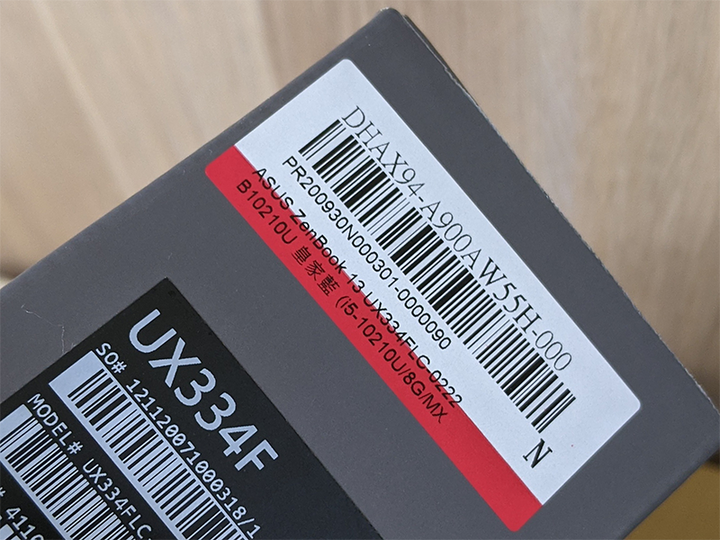 DHAX94-A900AW55H-000
PR200930N000301-0000090
ASUS ZenBook 13 UX334FLC-0222
B10210U 皇家藍 (i5-10210U/8G/MX
N
UX334F
SO# 121120071000318/1
MODEL# UX334FLC